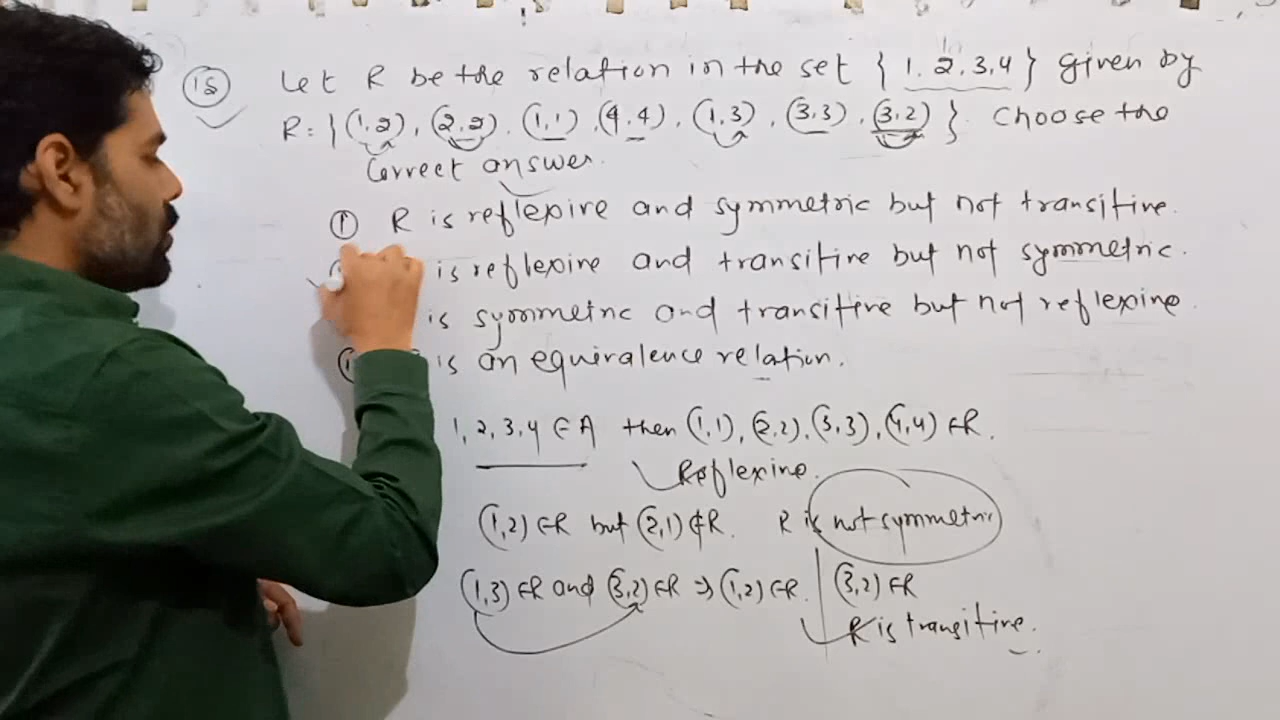 15 Let R be the relation in the set { 1, 2, 3, 4 } given by
R: { (1,2), (2,2), (1,1), (4,4), (1,3), (3,3), (3,2) }. Choose the
Correct answer.
① R is reflexive and symmetric but not transitive.
is reflexive and transitive but not symmetric.
is symmetric and transitive but not reflexive.
is an equivalence relation.
1, 2, 3, 4 ∈ A then (1,1), (2,2), (3,3), (4,4) ∈ R.
Reflexive.
(1,2) ∈ R but (2,1) ∉ R. R is not symmetric
(1,3) ∈ R and (3,2) ∈ R ⇒ (1,2) ∈ R. (3,2) ∈ R
R is transitive.